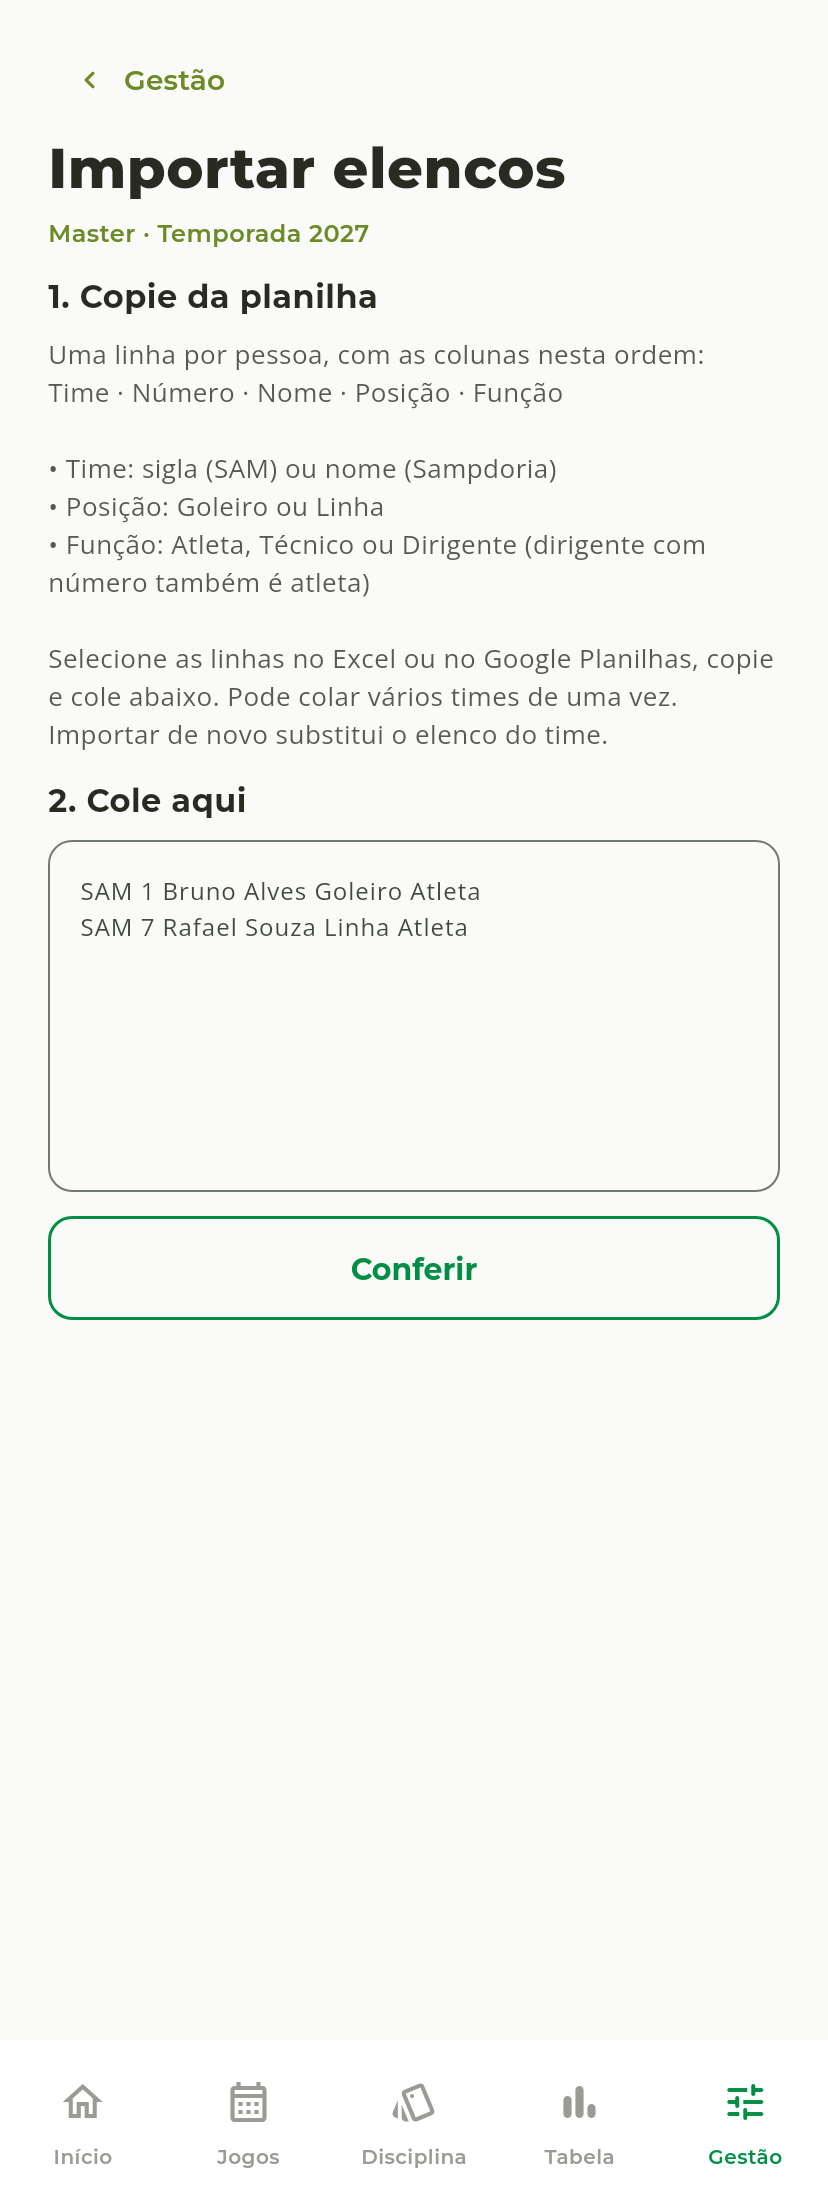 Gestão
Importar elencos
Master · Temporada 2027
1. Copie da planilha
Uma linha por pessoa, com as colunas nesta ordem:
Time · Número · Nome · Posição · Função
• Time: sigla (SAM) ou nome (Sampdoria)
• Posição: Goleiro ou Linha
• Função: Atleta, Técnico ou Dirigente (dirigente com
número também é atleta)
Selecione as linhas no Excel ou no Google Planilhas, copie
e cole abaixo. Pode colar vários times de uma vez.
Importar de novo substitui o elenco do time.
2. Cole aqui
SAM 1 Bruno Alves Goleiro Atleta
SAM 7 Rafael Souza Linha Atleta
Conferir
Início
Jogos
Disciplina
Tabela
Gestão